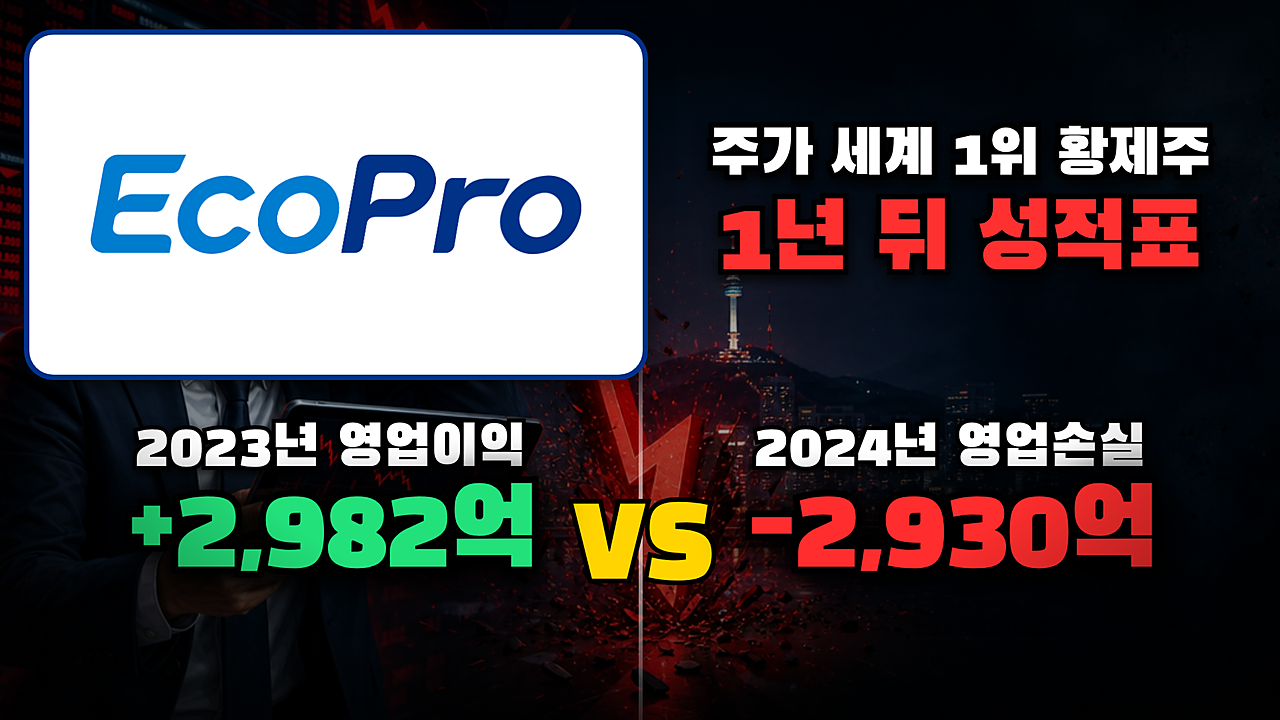 EcoPro
주가 세계 1위 황제주
1년 뒤 성적표
2023년 영업이익
+2,982억
VS
2024년 영업손실
-2,930억